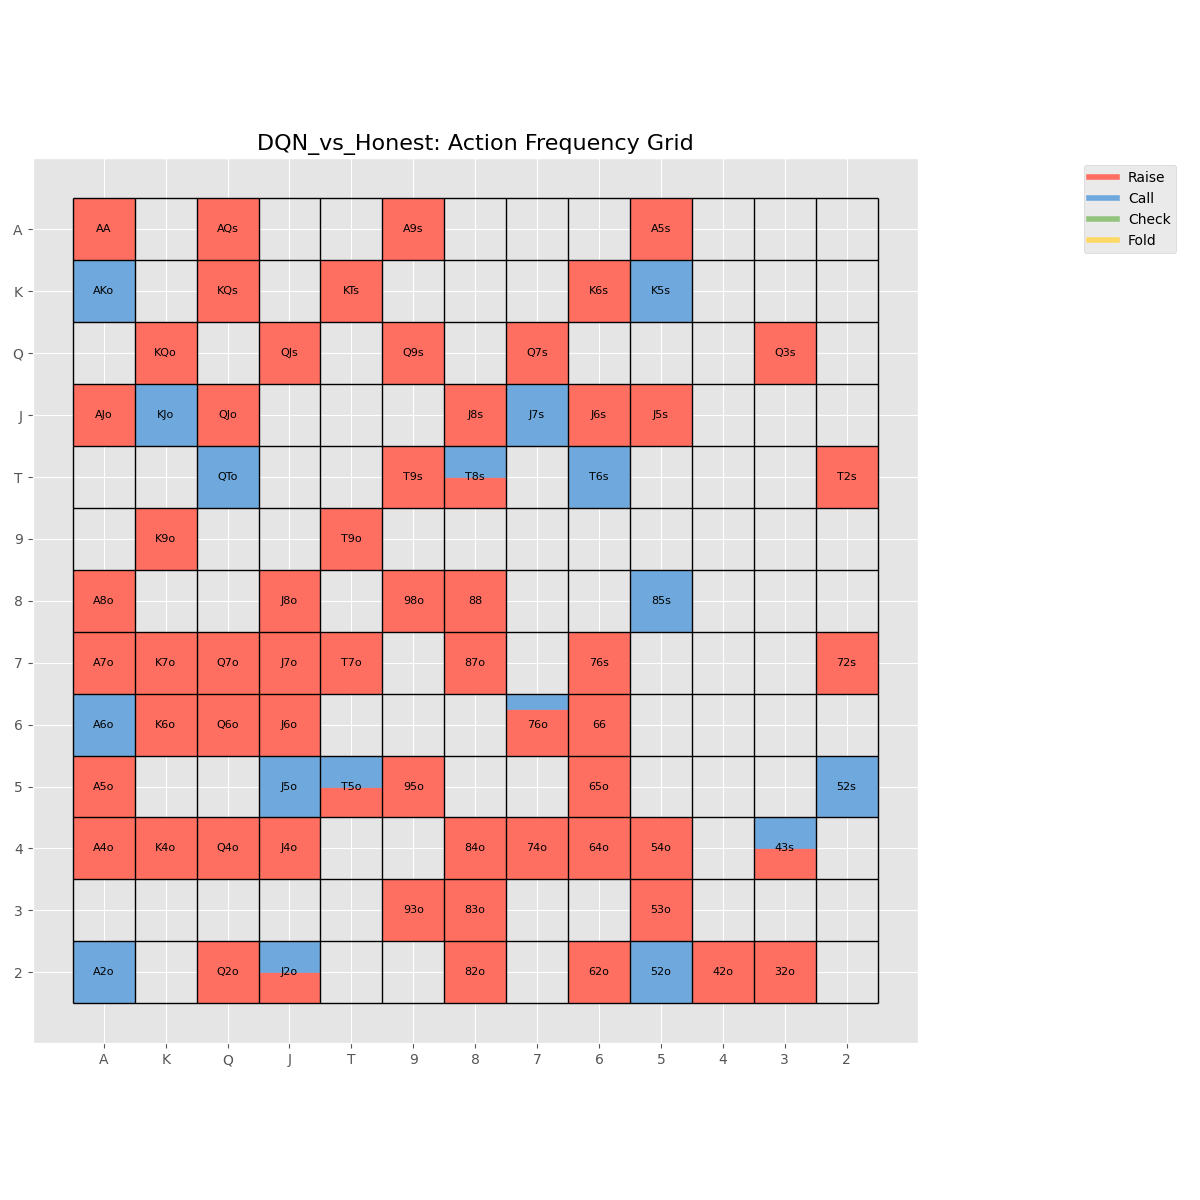 DQN_vs_Honest: Action Frequency Grid
Raise
Call
Check
Fold
A AA AQs A9s A5s
K AKo KQs KTs K6s K5s
Q KQo QJs Q9s Q7s Q3s
J AJo KJo QJo J8s J7s J6s J5s
T QTo T9s T8s T6s T2s
9 K9o T9o
8 A8o J8o 98o 88 85s
7 A7o K7o Q7o J7o T7o 87o 76s 72s
6 A6o K6o Q6o J6o 76o 66
5 A5o J5o T5o 95o 65o 52s
4 A4o K4o Q4o J4o 84o 74o 64o 54o 43s
3 93o 83o 53o
2 A2o Q2o J2o 82o 62o 52o 42o 32o
A K Q J T 9 8 7 6 5 4 3 2